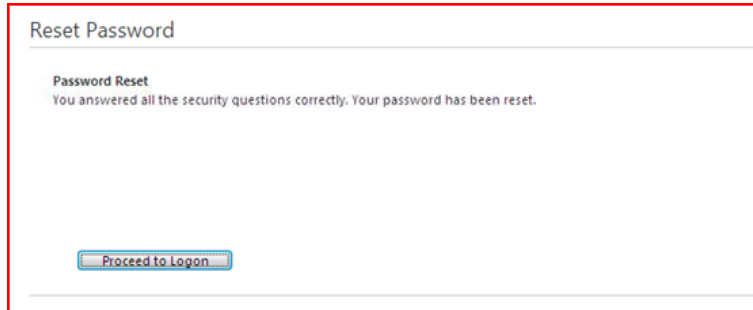 Reset Password
Password Reset
You answered all the security questions correctly. Your password has been reset.
Proceed to Logon